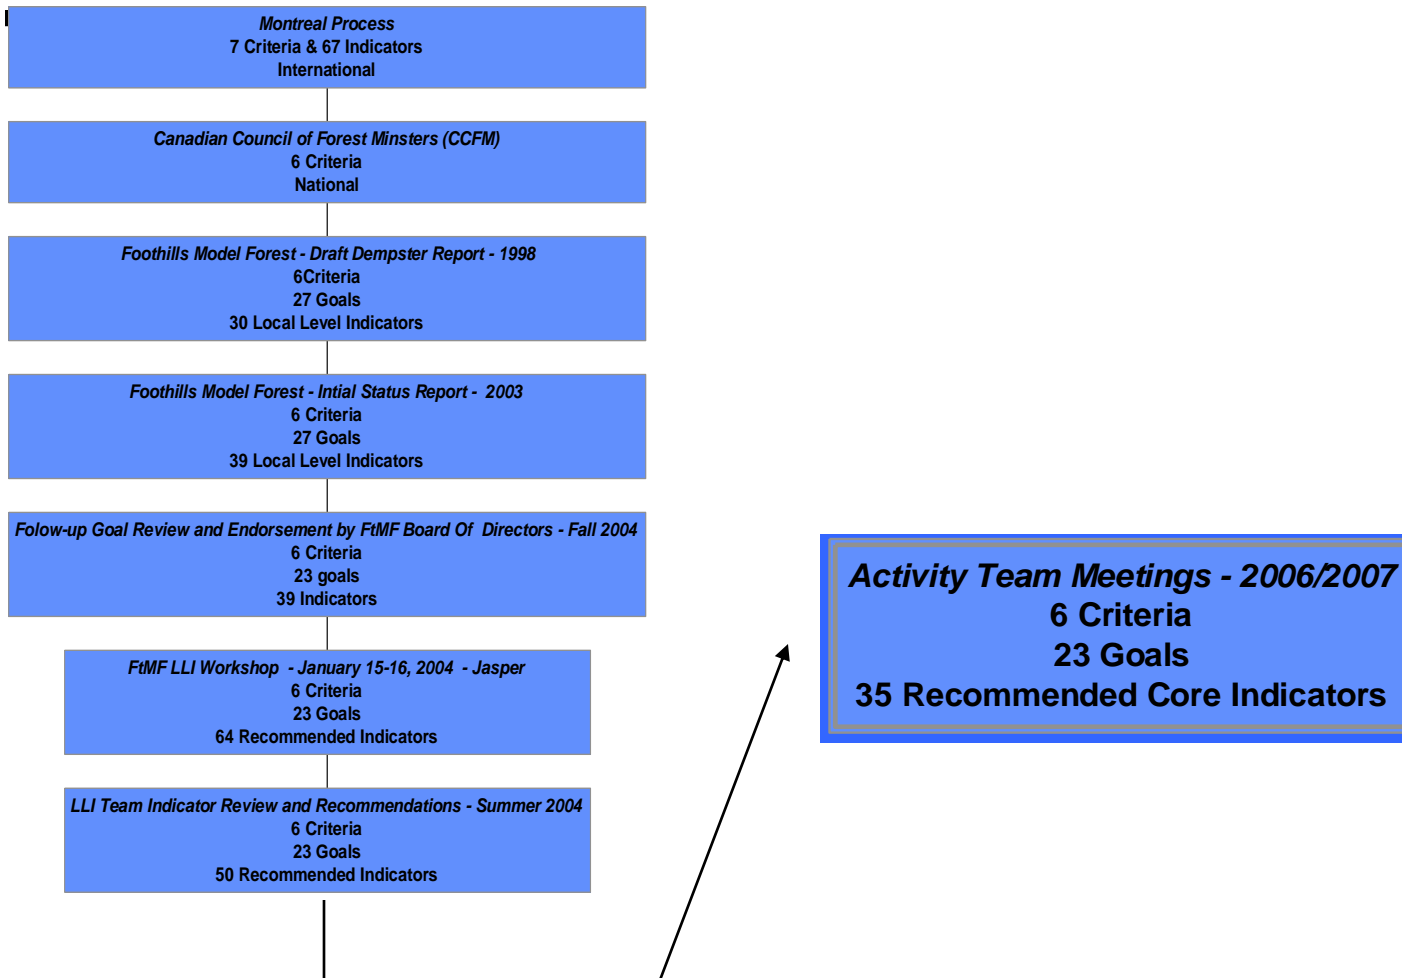 Montreal Process
7 Criteria & 67 Indicators
International
Canadian Council of Forest Minsters (CCFM)
6 Criteria
National
Foothills Model Forest - Draft Dempster Report - 1998
6Criteria
27 Goals
30 Local Level Indicators
Foothills Model Forest - Intial Status Report - 2003
6 Criteria
27 Goals
39 Local Level Indicators
Folow-up Goal Review and Endorsement by FtMF Board Of Directors - Fall 2004
6 Criteria
23 goals
39 Indicators
FtMF LLI Workshop - January 15-16, 2004 - Jasper
6 Criteria
23 Goals
64 Recommended Indicators
LLI Team Indicator Review and Recommendations - Summer 2004
6 Criteria
23 Goals
50 Recommended Indicators
Activity Team Meetings - 2006/2007
6 Criteria
23 Goals
35 Recommended Core Indicators